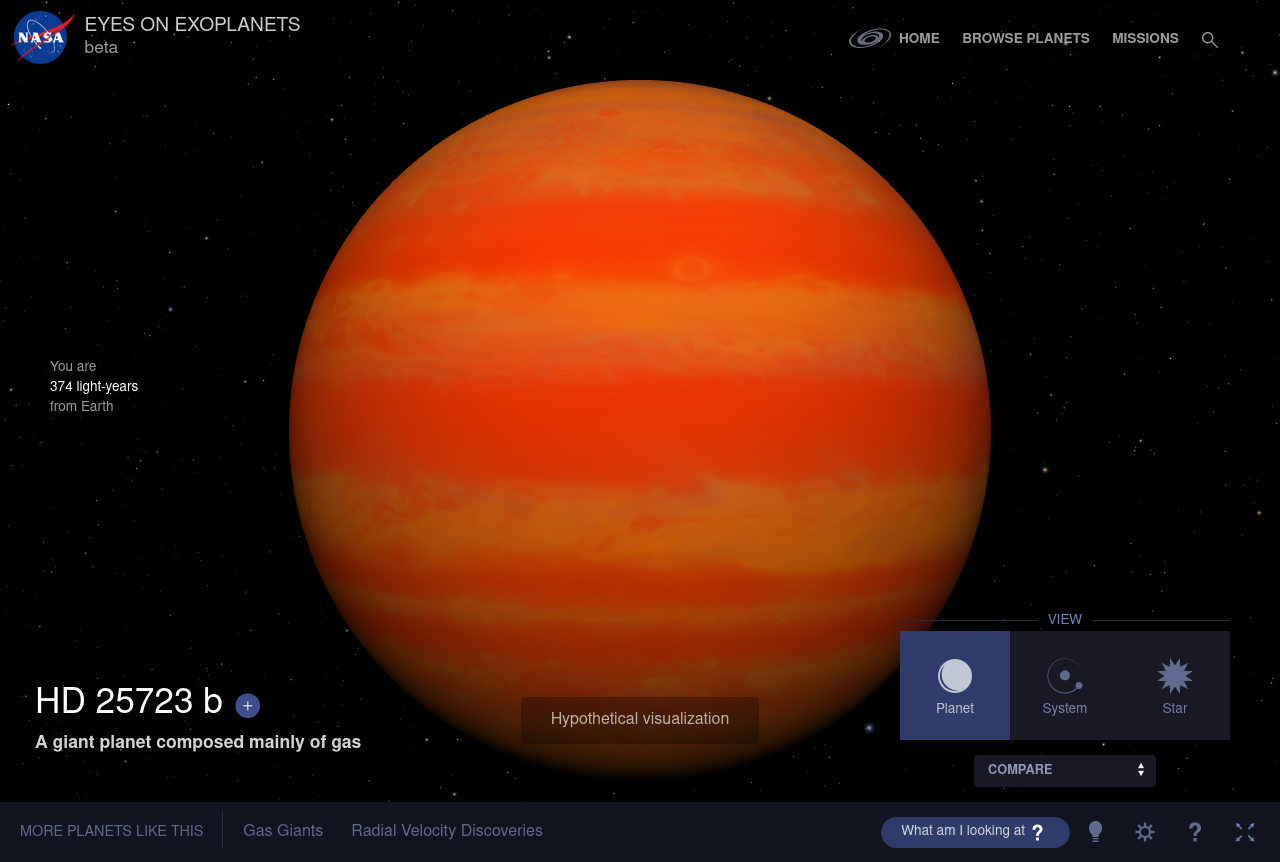 NASA
EYES ON EXOPLANETS
beta
HOME
BROWSE PLANETS
MISSIONS
You are
374 light-years
from Earth
HD 25723 b
+
A giant planet composed mainly of gas
Hypothetical visualization
VIEW
Planet
System
Star
COMPARE
MORE PLANETS LIKE THIS
Gas Giants
Radial Velocity Discoveries
What am I looking at ?
?